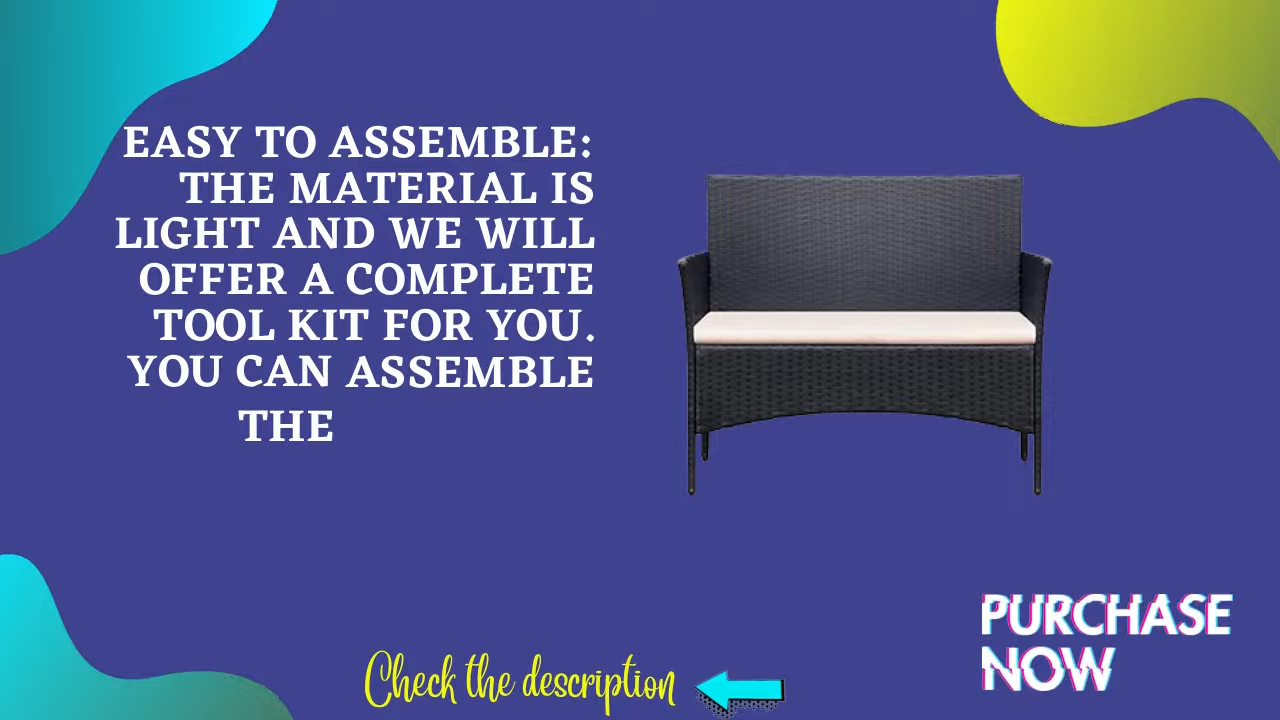 EASY TO ASSEMBLE:
THE MATERIAL IS
LIGHT AND WE WILL
OFFER A COMPLETE
TOOL KIT FOR YOU.
YOU CAN ASSEMBLE
THE
PURCHASE
NOW
Check the description